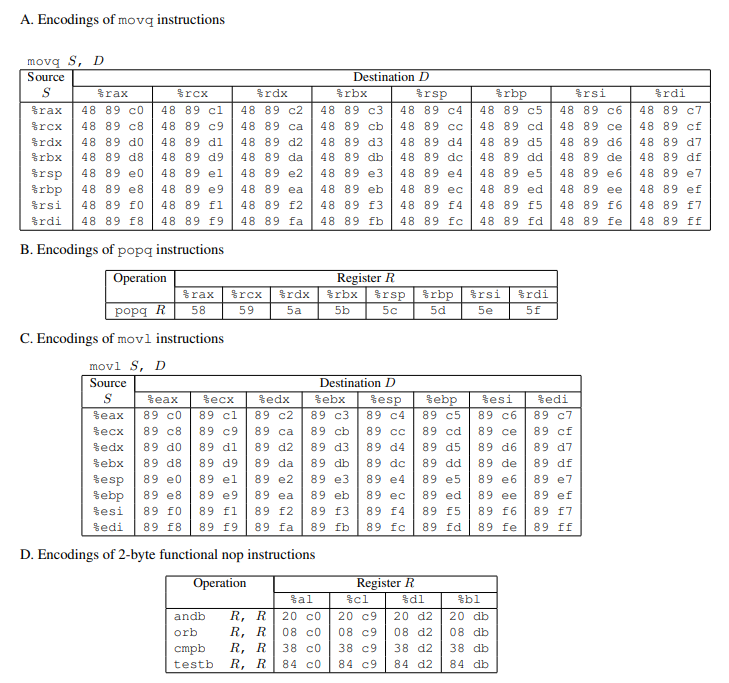 A. Encodings of movq instructions
movq S, D
Source Destination D
S %rax %rcx %rdx %rbx %rsp %rbp %rsi %rdi
%rax 48 89 c0 48 89 c1 48 89 c2 48 89 c3 48 89 c4 48 89 c5 48 89 c6 48 89 c7
%rcx 48 89 c8 48 89 c9 48 89 ca 48 89 cb 48 89 cc 48 89 cd 48 89 ce 48 89 cf
%rdx 48 89 d0 48 89 d1 48 89 d2 48 89 d3 48 89 d4 48 89 d5 48 89 d6 48 89 d7
%rbx 48 89 d8 48 89 d9 48 89 da 48 89 db 48 89 dc 48 89 dd 48 89 de 48 89 df
%rsp 48 89 e0 48 89 e1 48 89 e2 48 89 e3 48 89 e4 48 89 e5 48 89 e6 48 89 e7
%rbp 48 89 e8 48 89 e9 48 89 ea 48 89 eb 48 89 ec 48 89 ed 48 89 ee 48 89 ef
%rsi 48 89 f0 48 89 f1 48 89 f2 48 89 f3 48 89 f4 48 89 f5 48 89 f6 48 89 f7
%rdi 48 89 f8 48 89 f9 48 89 fa 48 89 fb 48 89 fc 48 89 fd 48 89 fe 48 89 ff
B. Encodings of popq instructions
Operation Register R
%rax %rcx %rdx %rbx %rsp %rbp %rsi %rdi
popq R 58 59 5a 5b 5c 5d 5e 5f
C. Encodings of movl instructions
movl S, D
Source Destination D
S %eax %ecx %edx %ebx %esp %ebp %esi %edi
%eax 89 c0 89 c1 89 c2 89 c3 89 c4 89 c5 89 c6 89 c7
%ecx 89 c8 89 c9 89 ca 89 cb 89 cc 89 cd 89 ce 89 cf
%edx 89 d0 89 d1 89 d2 89 d3 89 d4 89 d5 89 d6 89 d7
%ebx 89 d8 89 d9 89 da 89 db 89 dc 89 dd 89 de 89 df
%esp 89 e0 89 e1 89 e2 89 e3 89 e4 89 e5 89 e6 89 e7
%ebp 89 e8 89 e9 89 ea 89 eb 89 ec 89 ed 89 ee 89 ef
%esi 89 f0 89 f1 89 f2 89 f3 89 f4 89 f5 89 f6 89 f7
%edi 89 f8 89 f9 89 fa 89 fb 89 fc 89 fd 89 fe 89 ff
D. Encodings of 2-byte functional nop instructions
Operation Register R
%al %cl %dl %bl
andb R, R 20 c0 20 c9 20 d2 20 db
orb R, R 08 c0 08 c9 08 d2 08 db
cmpb R, R 38 c0 38 c9 38 d2 38 db
testb R, R 84 c0 84 c9 84 d2 84 db